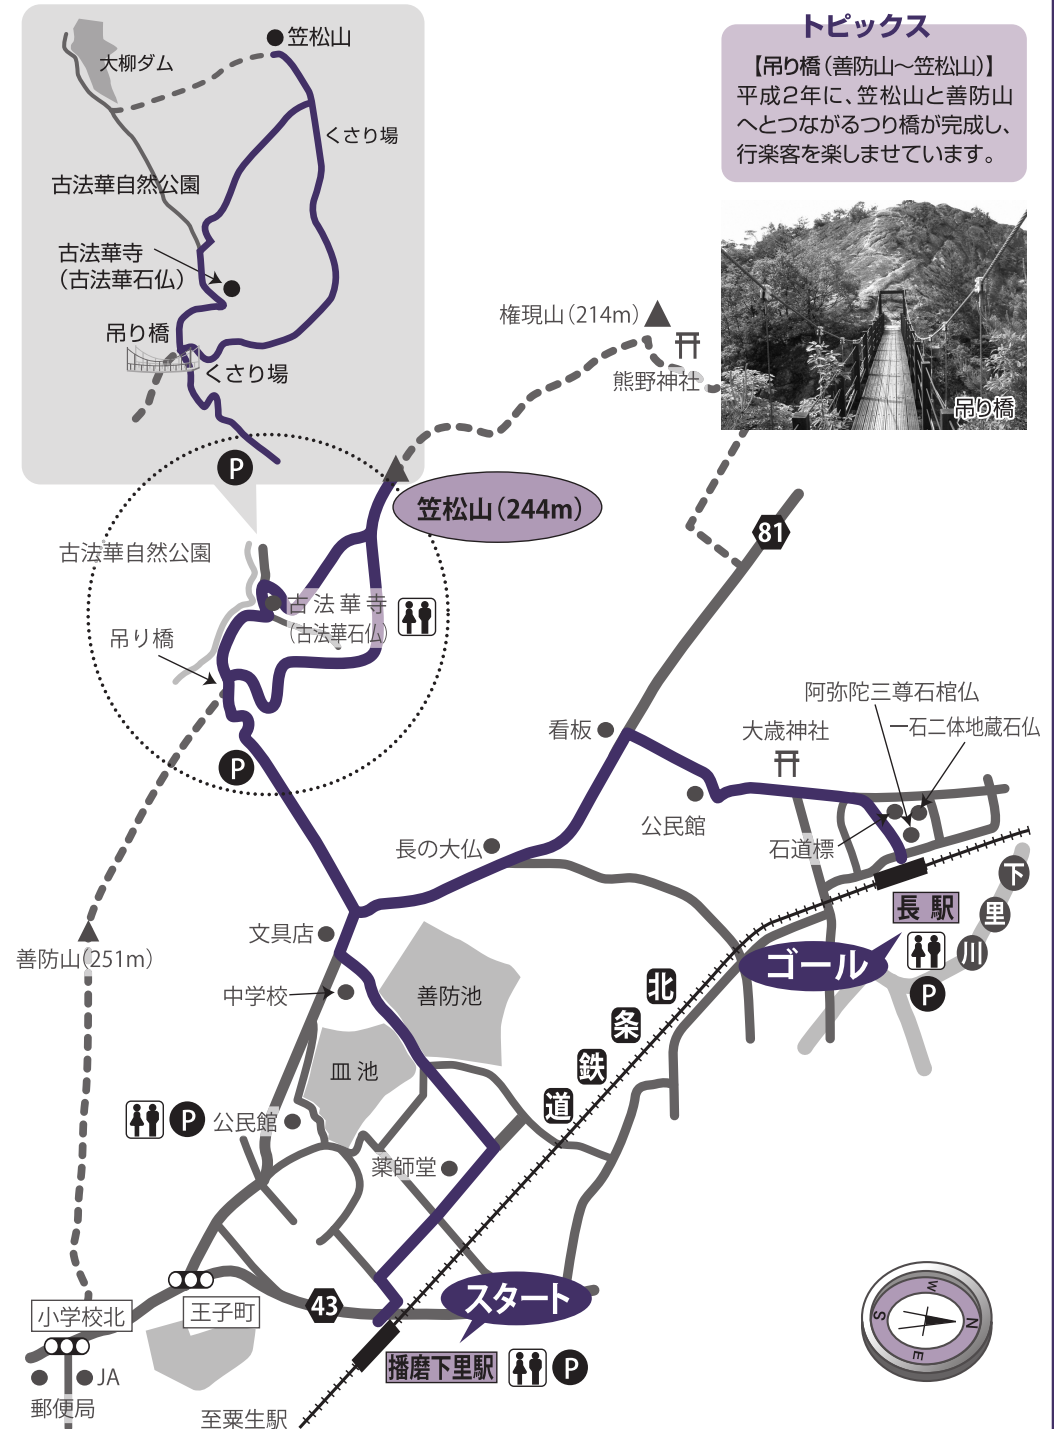 トピックス
【吊り橋（善防山～笠松山）】
平成２年に、笠松山と善防山
へとつながるつり橋が完成し、
行楽客を楽しませています。
吊り橋
笠松山
大柳ダム
くさり場
古法華自然公園
古法華寺
（古法華石仏）
吊り橋
くさり場
P
権現山（214m）
熊野神社
笠松山（244m）
81
古法華自然公園
古法華寺
（古法華石仏）
吊り橋
P
阿弥陀三尊石棺仏
一石二体地蔵石仏
看板
大歳神社
公民館
石道標
長の大仏
長駅
下里川
P
ゴール
文具店
善防山（251m）
中学校
善防池
北条鉄道
皿池
P
公民館
薬師堂
43
スタート
小学校北
王子町
播磨下里駅
P
JA
郵便局
至粟生駅
W
N
S
E